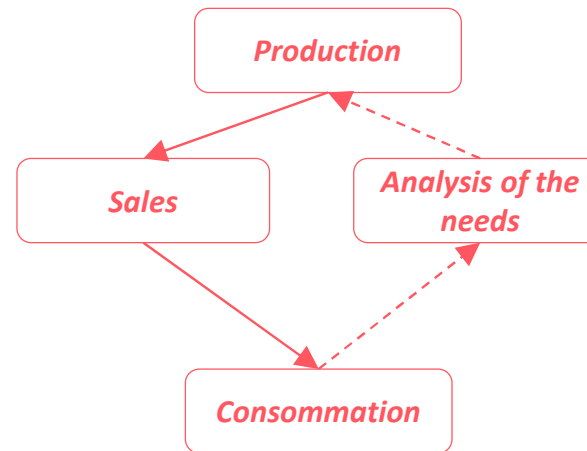 Production
Sales
Analysis of the
needs
Consommation